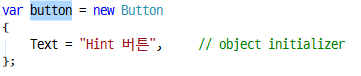 var button = new Button
{
    Text = "Hint 버튼",     // object initializer
};